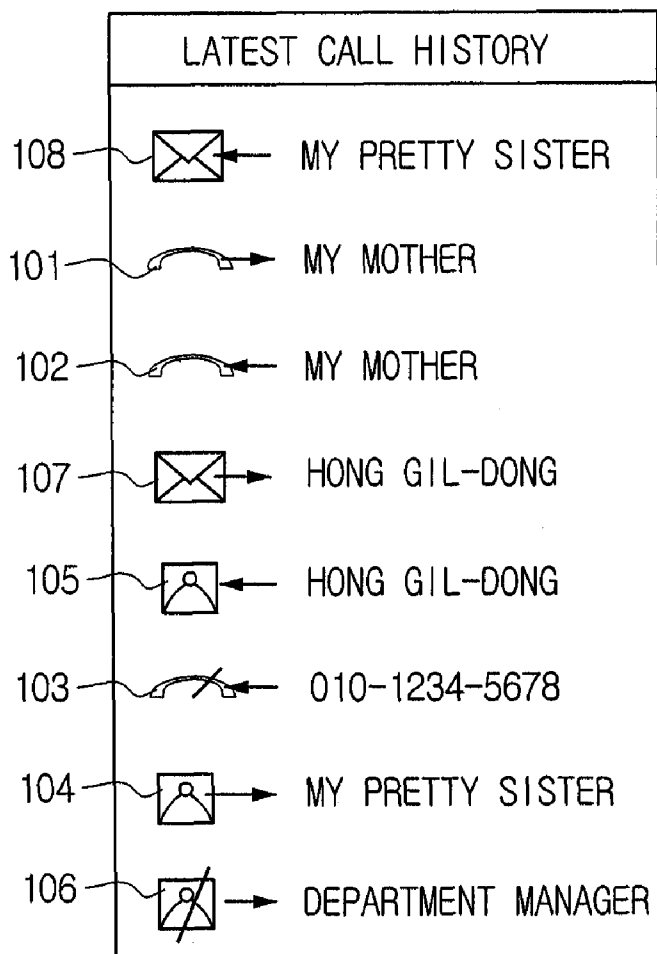 LATEST CALL HISTORY
108 MY PRETTY SISTER
101 MY MOTHER
102 MY MOTHER
107 HONG GIL-DONG
105 HONG GIL-DONG
103 010-1234-5678
104 MY PRETTY SISTER
106 DEPARTMENT MANAGER